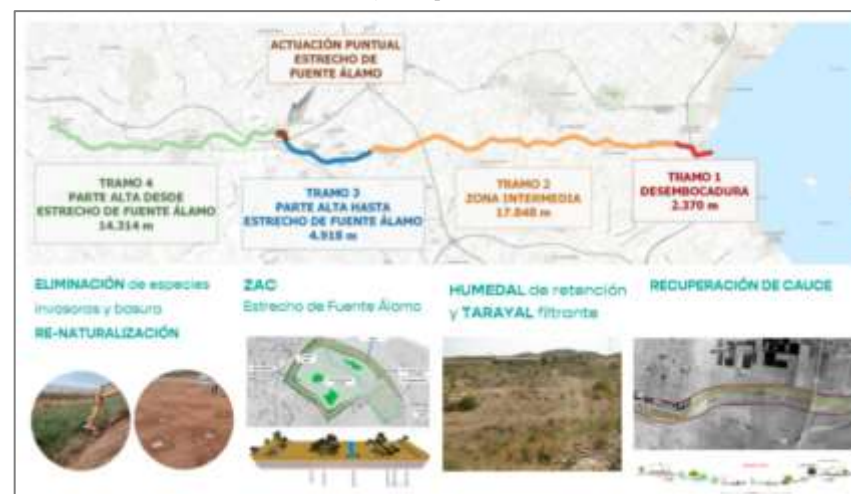 ACTUACIÓN PUNTUAL
ESTRECHO DE
FUENTE ÁLAMO
TRAMO 4
PARTE ALTA DESDE
ESTRECHO DE FUENTE ÁLAMO
14.314 m
TRAMO 3
PARTE ALTA HASTA
ESTRECHO DE FUENTE ÁLAMO
4.918 m
TRAMO 2
ZONA INTERMEDIA
17.848 m
TRAMO 1
DESEMBOCADURA
2.370 m
ELIMINACIÓN de especies
invasoras y basura
RE-NATURALIZACIÓN
ZAC
Estrecho de Fuente Álamo
HUMEDAL de retención
y TARAYAL filtrante
RECUPERACIÓN DE CAUCE